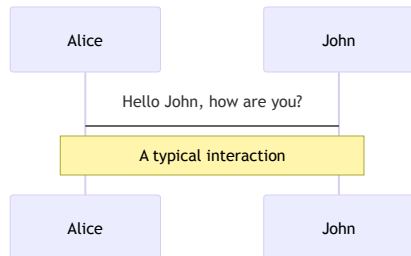 Alice
John
Hello John, how are you?
A typical interaction
Alice
John